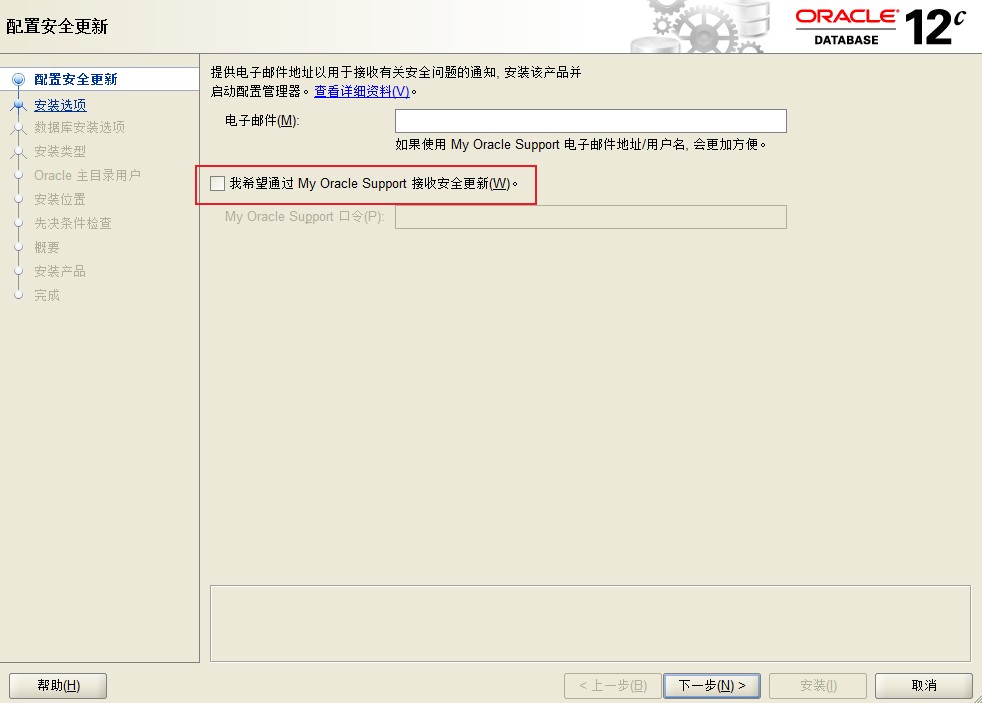 配置安全更新
ORACLE®
DATABASE
12c
配置安全更新
安装选项
数据库安装选项
安装类型
Oracle 主目录用户
安装位置
先决条件检查
概要
安装产品
完成
提供电子邮件地址以用于接收有关安全问题的通知, 安装该产品并
启动配置管理器。查看详细资料(V)。
电子邮件(M):
如果使用 My Oracle Support 电子邮件地址/用户名, 会更加方便。
我希望通过 My Oracle Support 接收安全更新(W)。
My Oracle Support 口令(P):
帮助(H)
< 上一步(B)
下一步(N) >
安装(I)
取消